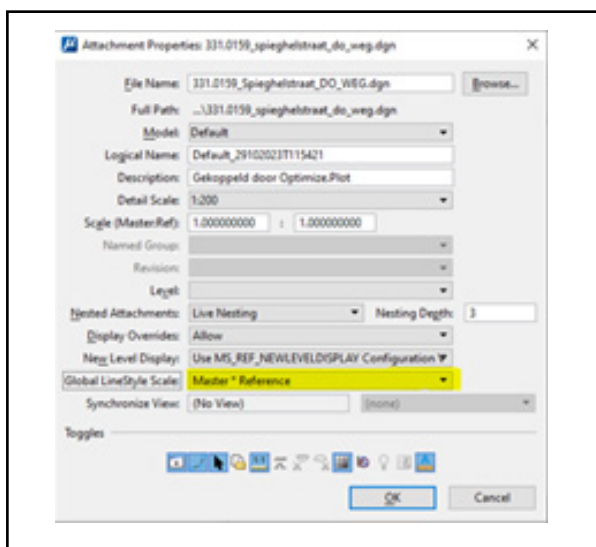 Attachment Properties: 331.0159_spieghelstraat_do_weg.dgn
File Name: 331.0159_Spieghelstraat_DO_WEG.dgn Browse...
Full Path: ...\331.0159_spieghelstraat_do_weg.dgn
Model: Default
Logical Name: Default_29102023T115421
Description: Gekoppeld door Optimize.Plot
Detail Scale: 1:200
Scale (Master:Ref): 1.000000000 : 1.000000000
Named Group:
Revision:
Level:
Nested Attachments: Live Nesting Nesting Depth: 3
Display Overrides: Allow
New Level Display: Use MS_REF_NEWLEVELDISPLAY Configuration
Global LineStyle Scale: Master * Reference
Synchronize View: (No View) (none)
Toggles
OK Cancel